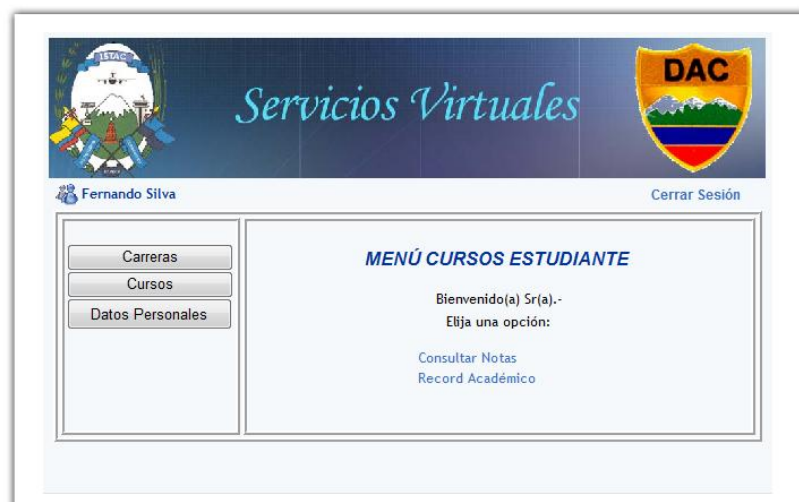 ISTAC
DAC
Servicios Virtuales
Fernando Silva
Cerrar Sesión
Carreras
Cursos
Datos Personales
MENÚ CURSOS ESTUDIANTE
Bienvenido(a) Sr(a).-
Elija una opción:
Consultar Notas
Record Académico